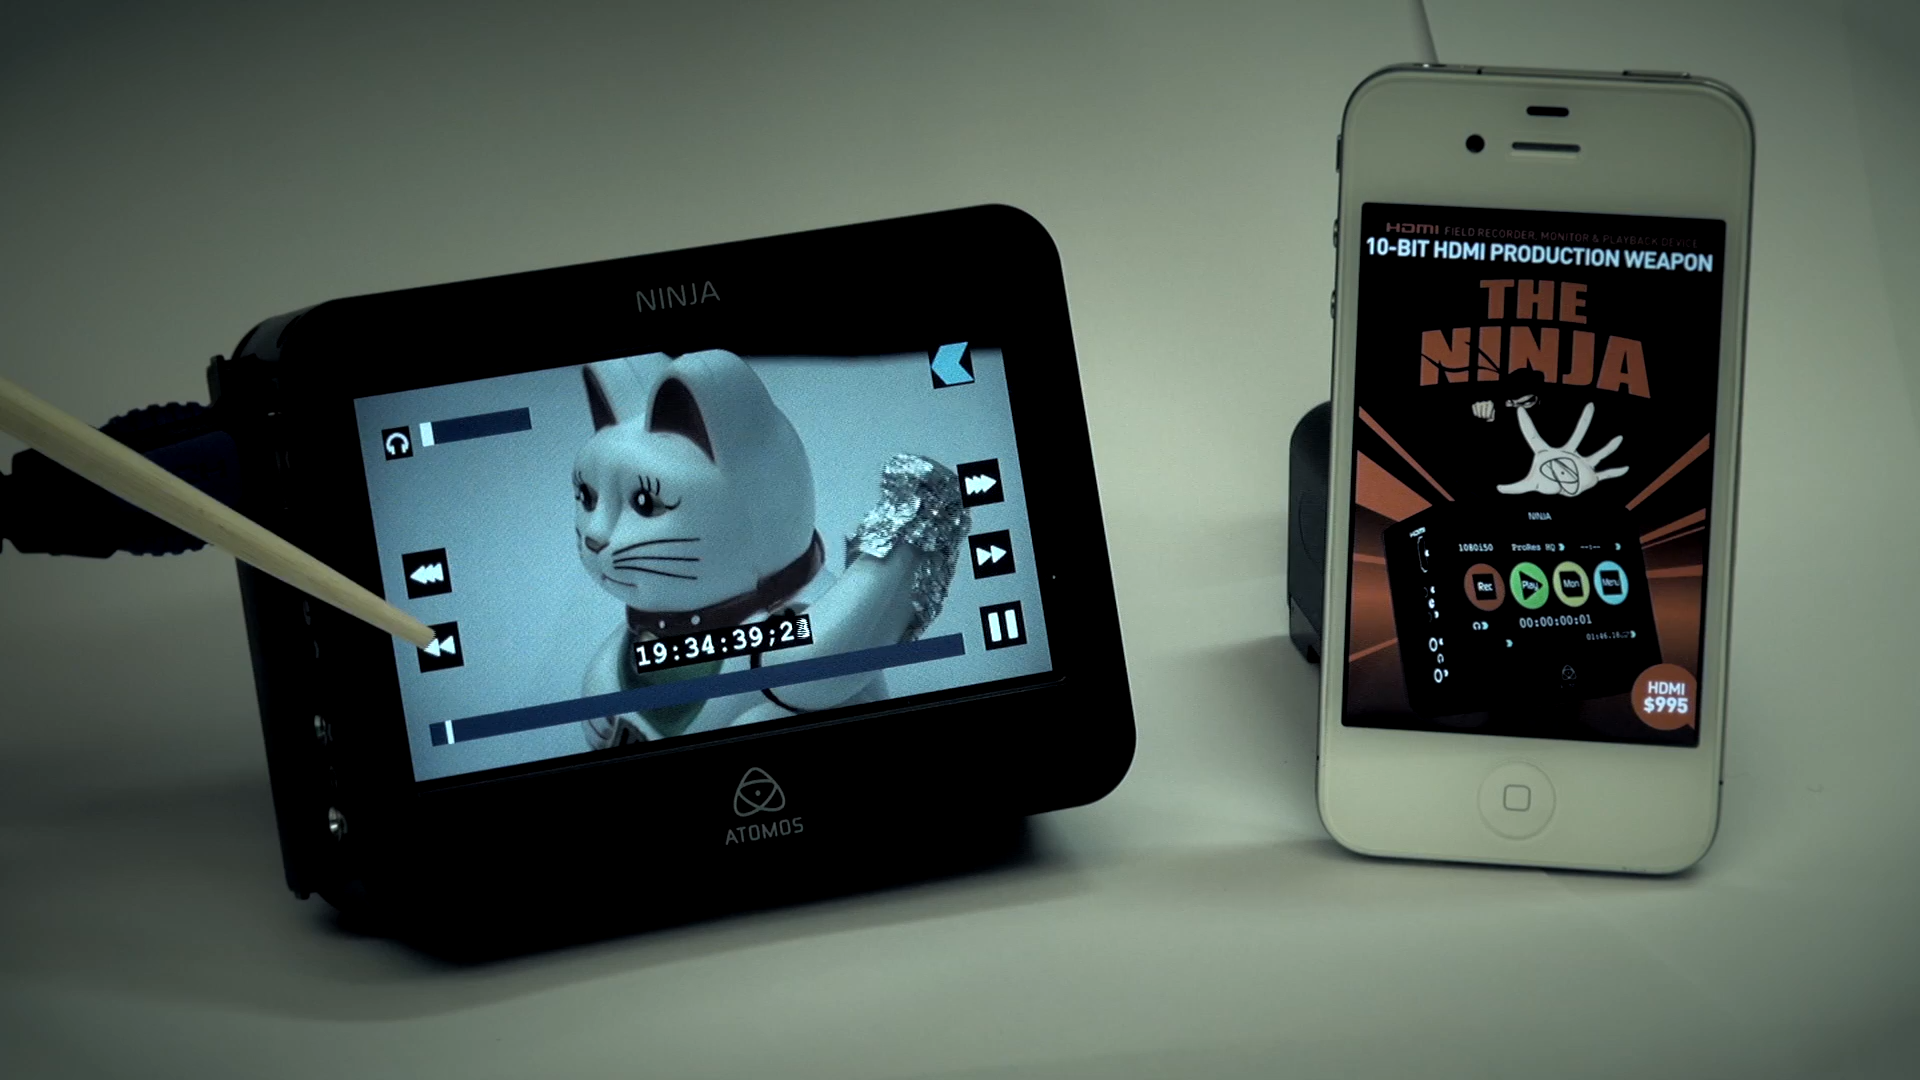 NINJA
19:34:39;2
ATOMOS
HDMI FIELD RECORDER, MONITOR & PLAYBACK DEVICE
10-BIT HDMI PRODUCTION WEAPON
THE
NINJA
NINJA
HDMI
1080i50 ProRes HQ --:--
Rec Play Mon Menu
00:00:00:01
HDMI
$995